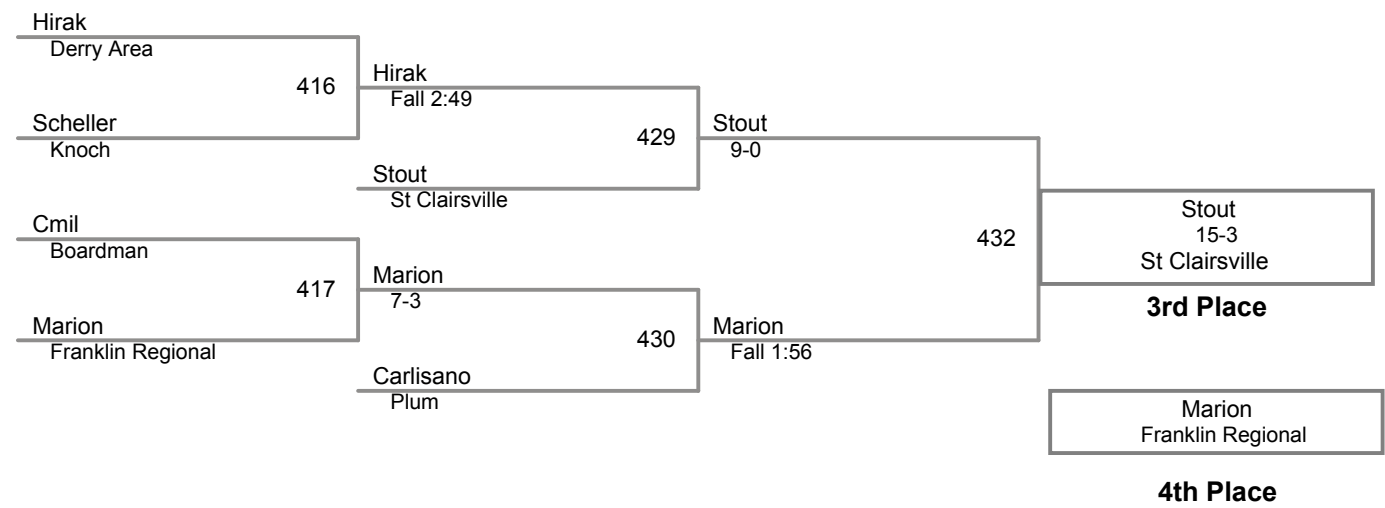 Hirak
Derry Area
416
Scheller
Knoch
Hirak
Fall 2:49
429
Stout
St Clairsville
Cmil
Boardman
417
Marion
Franklin Regional
Marion
7-3
430
Carlisano
Plum
Stout
9-0
432
Marion
Fall 1:56
Stout
15-3
St Clairsville
3rd Place
Marion
Franklin Regional
4th Place